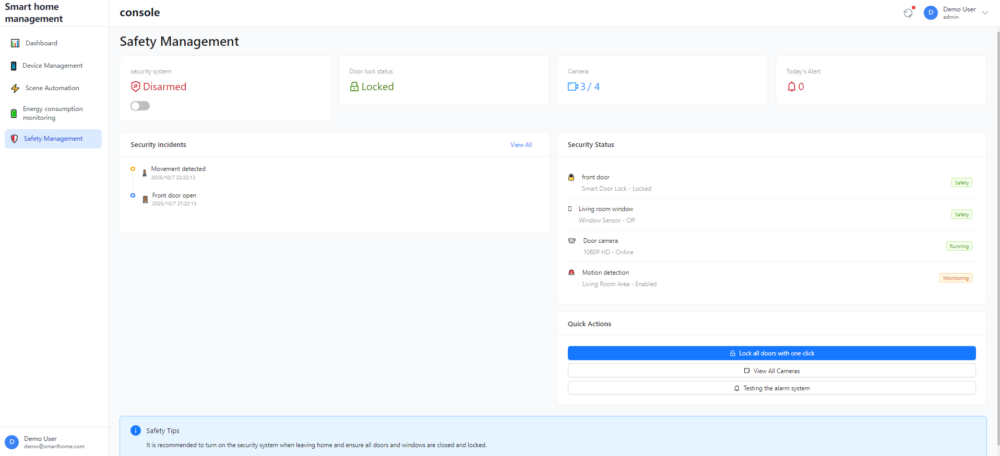 Smart home
management
Dashboard
Device Management
Scene Automation
Energy consumption
monitoring
Safety Management
D
Demo User
demo@smarthome.com
console
D
Demo User
admin
Safety Management
security system
Disarmed
Door lock status
Locked
Camera
3 / 4
Today's Alert
0
Security incidents
View All
Movement detected
2025/10/7 22:22:13
Front door open
2025/10/7 21:22:13
Security Status
front door
Smart Door Lock - Locked
Safety
Living room window
Window Sensor - Off
Safety
Door camera
1080P HD - Online
Running
Motion detection
Living Room Area - Enabled
Monitoring
Quick Actions
Lock all doors with one click
View All Cameras
Testing the alarm system
Safety Tips
It is recommended to turn on the security system when leaving home and ensure all doors and windows are closed and locked.